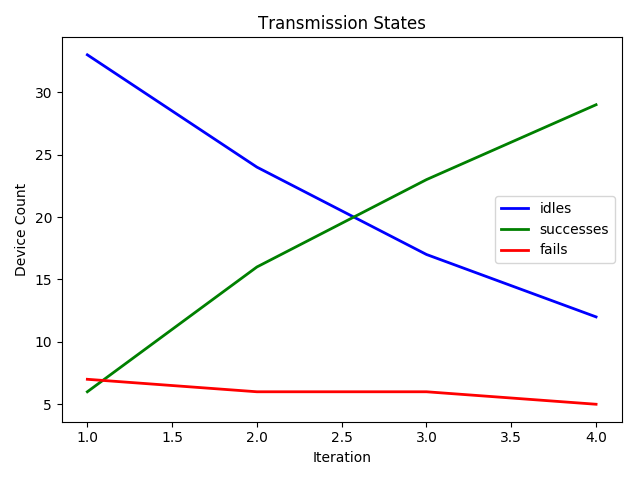 Transmission States
Device Count
30
25
20
15
10
5
idles
successes
fails
1.0 1.5 2.0 2.5 3.0 3.5 4.0
Iteration